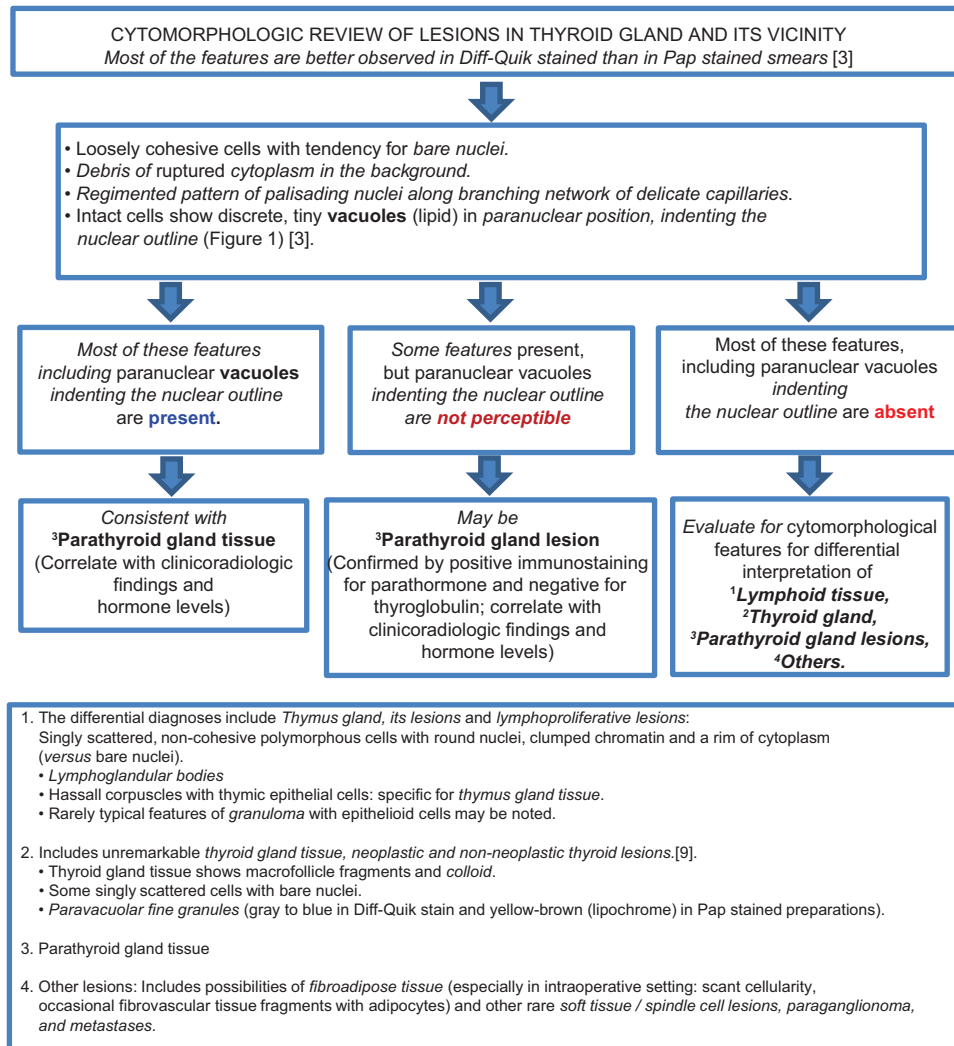 CYTOMORPHOLOGIC REVIEW OF LESIONS IN THYROID GLAND AND ITS VICINITY
Most of the features are better observed in Diff-Quik stained than in Pap stained smears [3]
• Loosely cohesive cells with tendency for bare nuclei.
• Debris of ruptured cytoplasm in the background.
• Regimented pattern of palisading nuclei along branching network of delicate capillaries.
• Intact cells show discrete, tiny vacuoles (lipid) in paranuclear position, indenting the
nuclear outline (Figure 1) [3].
Most of these features
including paranuclear vacuoles
indenting the nuclear outline
are present.
Some features present,
but paranuclear vacuoles
indenting the nuclear outline
are not perceptible
Most of these features,
including paranuclear vacuoles
indenting
the nuclear outline are absent
Consistent with
³Parathyroid gland tissue
(Correlate with clinicoradiologic
findings and
hormone levels)
May be
³Parathyroid gland lesion
(Confirmed by positive immunostaining
for parathormone and negative for
thyroglobulin; correlate with
clinicoradiologic findings and
hormone levels)
Evaluate for cytomorphological
features for differential
interpretation of
¹Lymphoid tissue,
²Thyroid gland,
³Parathyroid gland lesions,
⁴Others.
1. The differential diagnoses include Thymus gland, its lesions and lymphoproliferative lesions:
Singly scattered, non-cohesive polymorphous cells with round nuclei, clumped chromatin and a rim of cytoplasm
(versus bare nuclei).
• Lymphoglandular bodies
• Hassall corpuscles with thymic epithelial cells: specific for thymus gland tissue.
• Rarely typical features of granuloma with epithelioid cells may be noted.
2. Includes unremarkable thyroid gland tissue, neoplastic and non-neoplastic thyroid lesions.[9].
• Thyroid gland tissue shows macrofollicle fragments and colloid.
• Some singly scattered cells with bare nuclei.
• Paravacuolar fine granules (gray to blue in Diff-Quik stain and yellow-brown (lipochrome) in Pap stained preparations).
3. Parathyroid gland tissue
4. Other lesions: Includes possibilities of fibroadipose tissue (especially in intraoperative setting: scant cellularity,
occasional fibrovascular tissue fragments with adipocytes) and other rare soft tissue / spindle cell lesions, paraganglionoma,
and metastases.